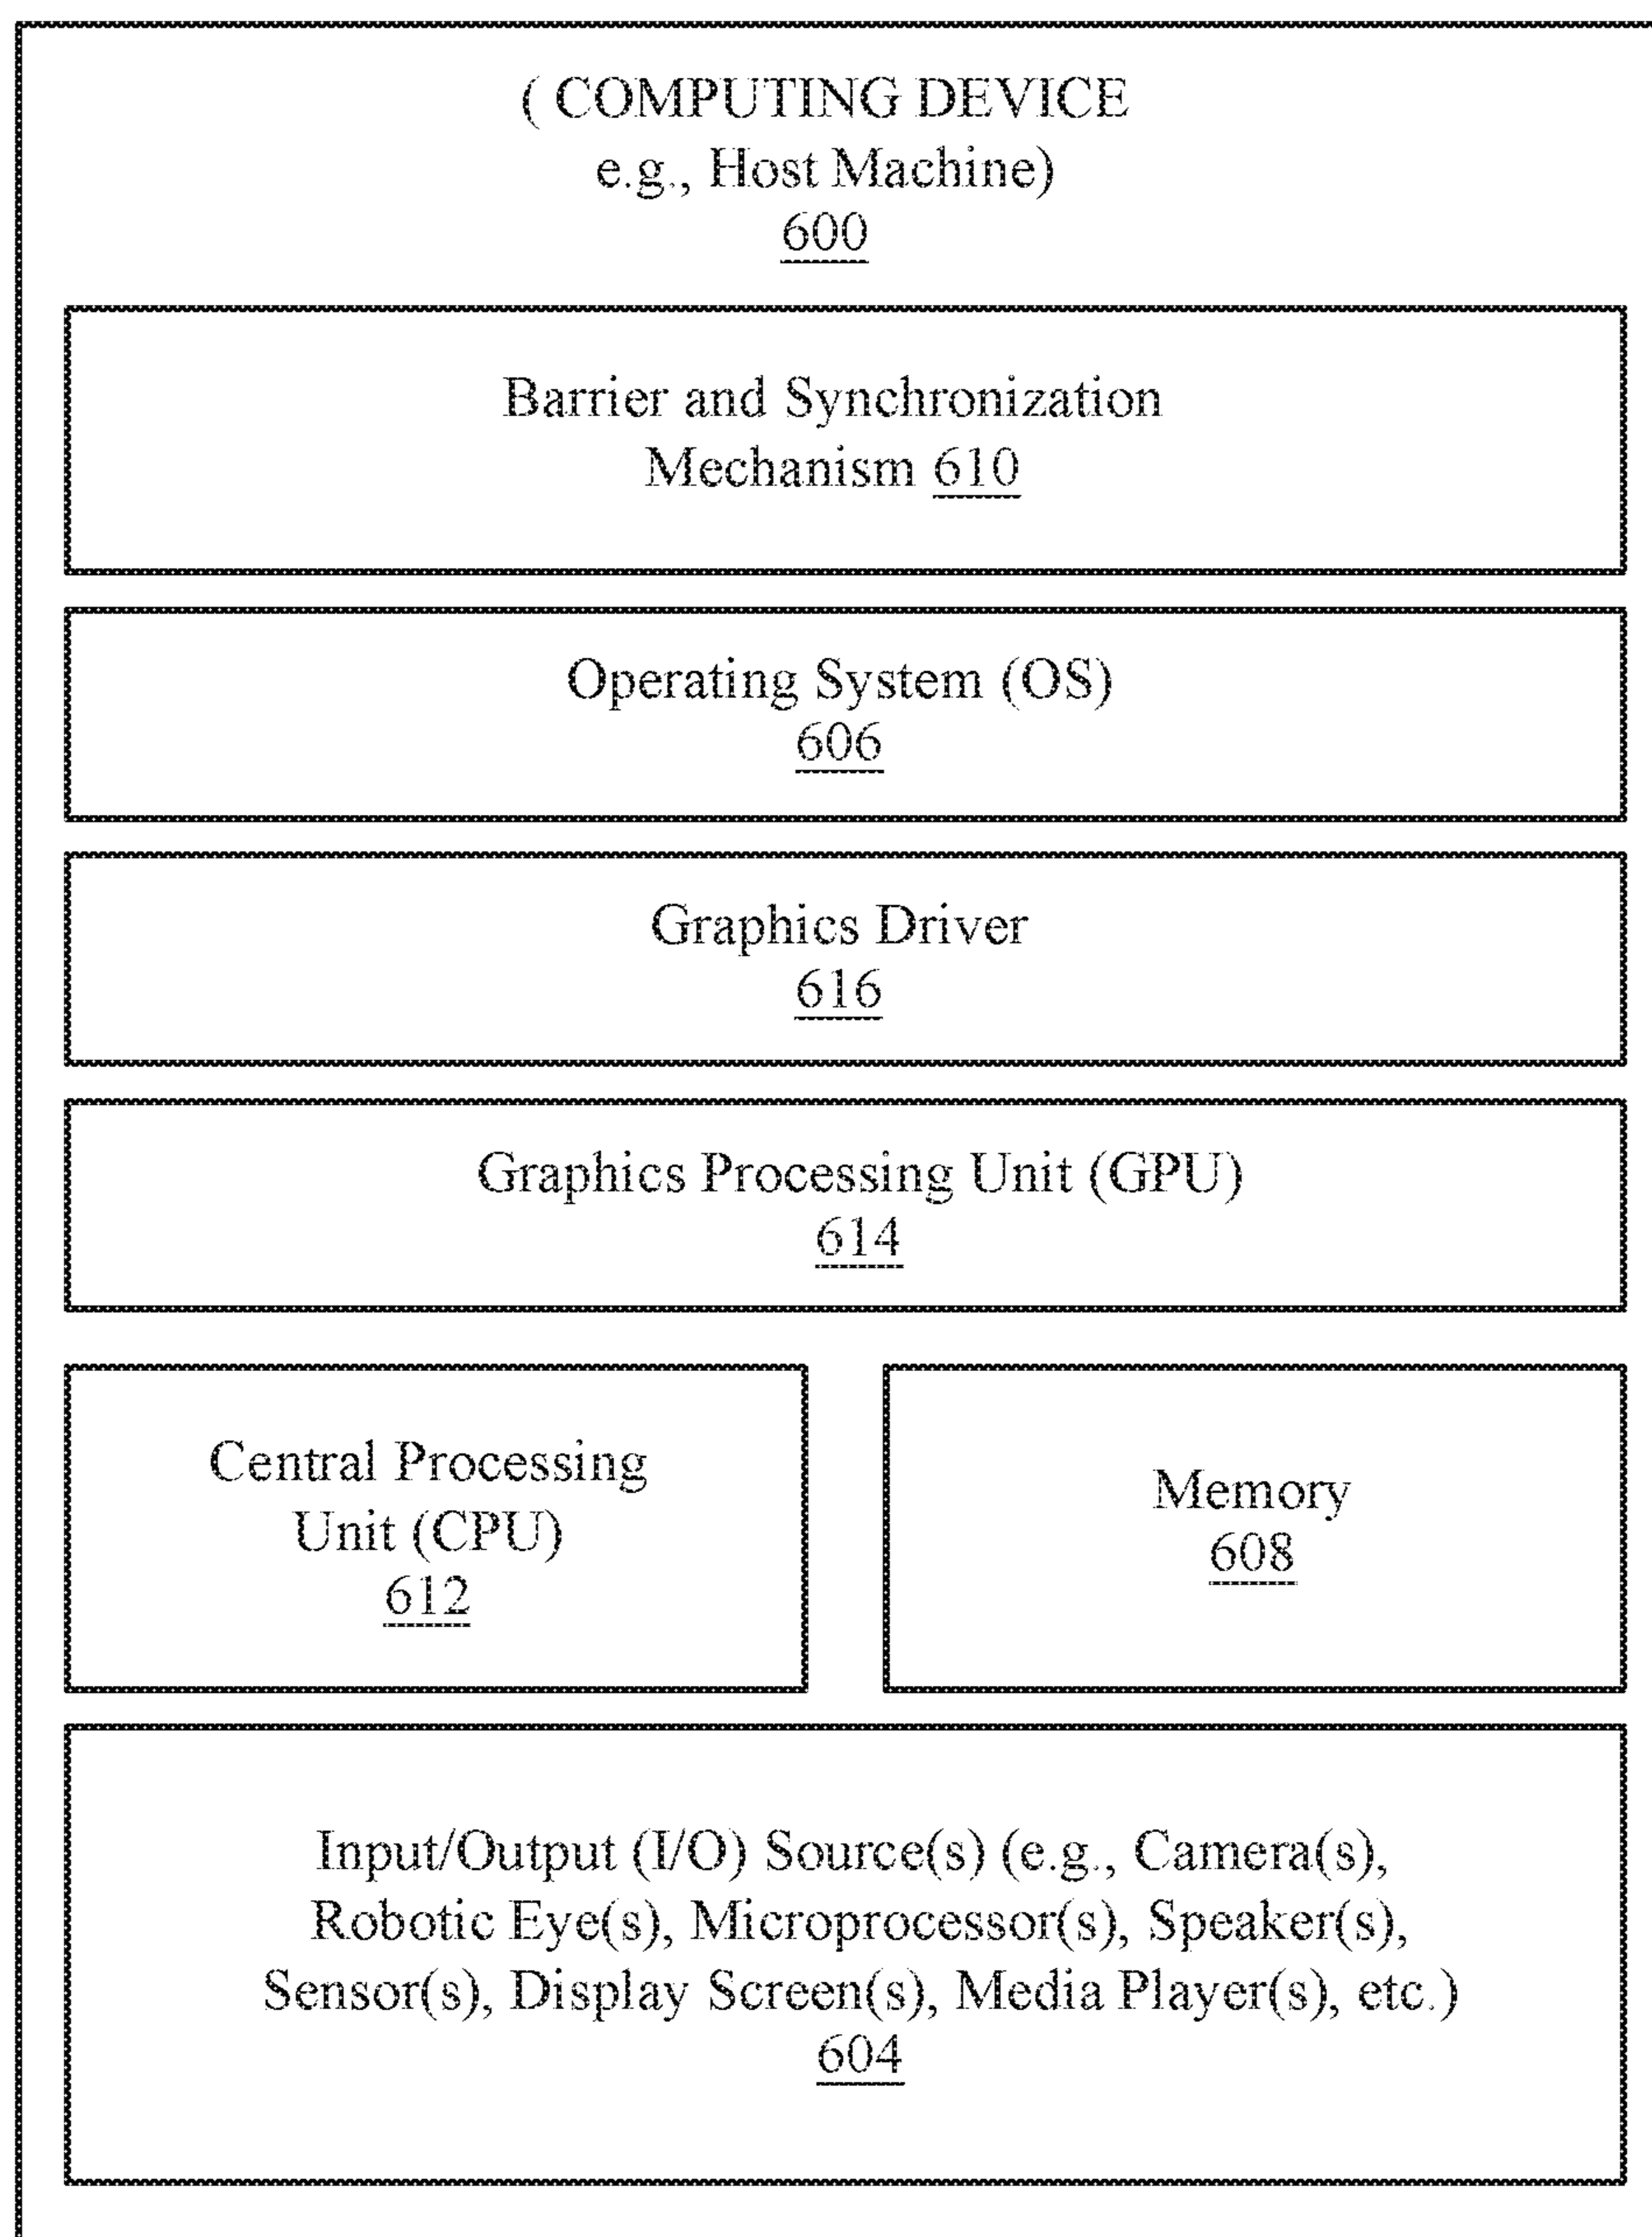 ( COMPUTING DEVICE
e.g., Host Machine)
600
Barrier and Synchronization
Mechanism 610
Operating System (OS)
606
Graphics Driver
616
Graphics Processing Unit (GPU)
614
Central Processing
Unit (CPU)
612
Memory
608
Input/Output (I/O) Source(s) (e.g., Camera(s),
Robotic Eye(s), Microprocessor(s), Speaker(s),
Sensor(s), Display Screen(s), Media Player(s), etc.)
604